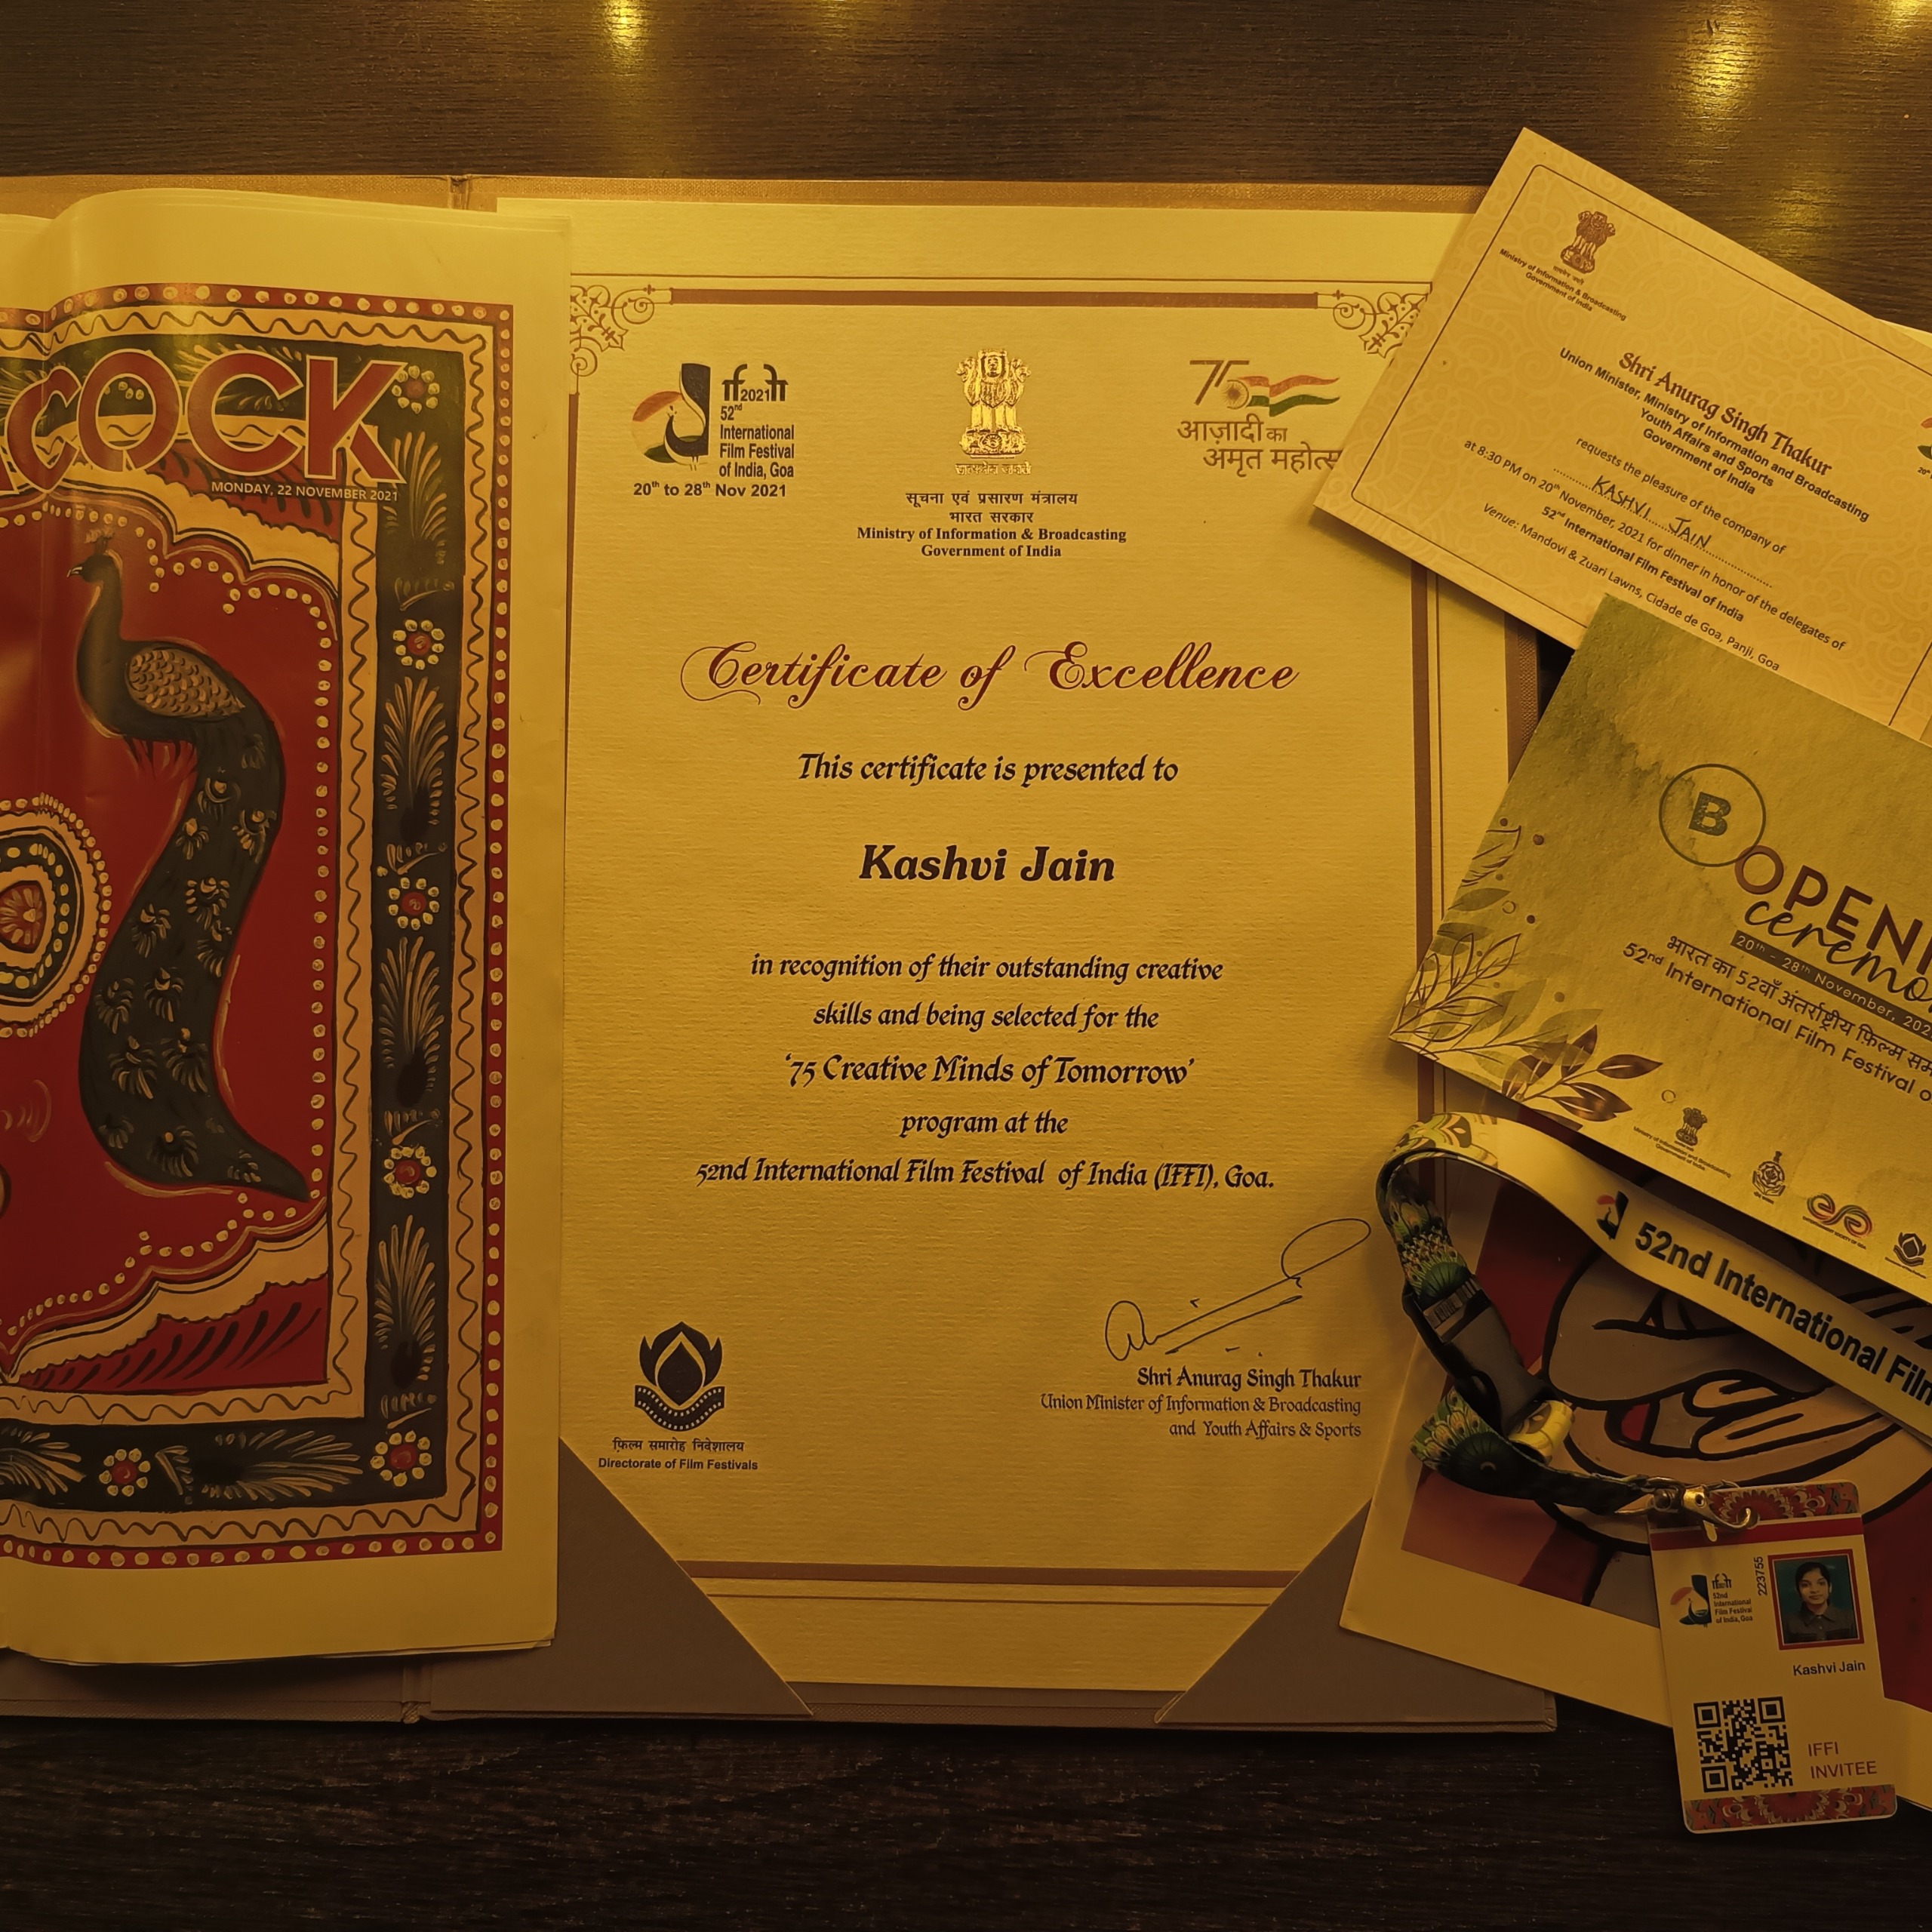 COCK
MONDAY, 22 NOVEMBER 2021
2021
52nd
International
Film Festival
of India, Goa
20th to 28th Nov 2021
सत्यमेव जयते
सूचना एवं प्रसारण मंत्रालय
भारत सरकार
Ministry of Information & Broadcasting
Government of India
75
आज़ादी का
अमृत महोत्स
Certificate of Excellence
This certificate is presented to
Kashvi Jain
in recognition of their outstanding creative
skills and being selected for the
'75 Creative Minds of Tomorrow'
program at the
52nd International Film Festival of India (IFFI), Goa.
Shri Anurag Singh Thakur
Union Minister of Information & Broadcasting
and Youth Affairs & Sports
फ़िल्म समारोह निदेशालय
Directorate of Film Festivals
Ministry of Information & Broadcasting
Government of India
Shri Anurag Singh Thakur
Union Minister, Ministry of Information and Broadcasting
Youth Affairs and Sports
Government of India
requests the pleasure of the company of
KASHVI JAIN
at 8:30 PM on 20th November, 2021 for dinner in honor of the delegates of
52nd International Film Festival of India
Venue: Mandovi & Zuari Lawns, Cidade de Goa, Panji, Goa
B
OPENI
ceremo
20th - 28th November, 202
भारत का 52वाँ अंतर्राष्ट्रीय फ़िल्म सम
52nd International Film Festival o
Ministry of Information and Broadcasting
Government of India
52nd International Film
52nd
International
Film Festival
of India, Goa
223755
Kashvi Jain
IFFI
INVITEE